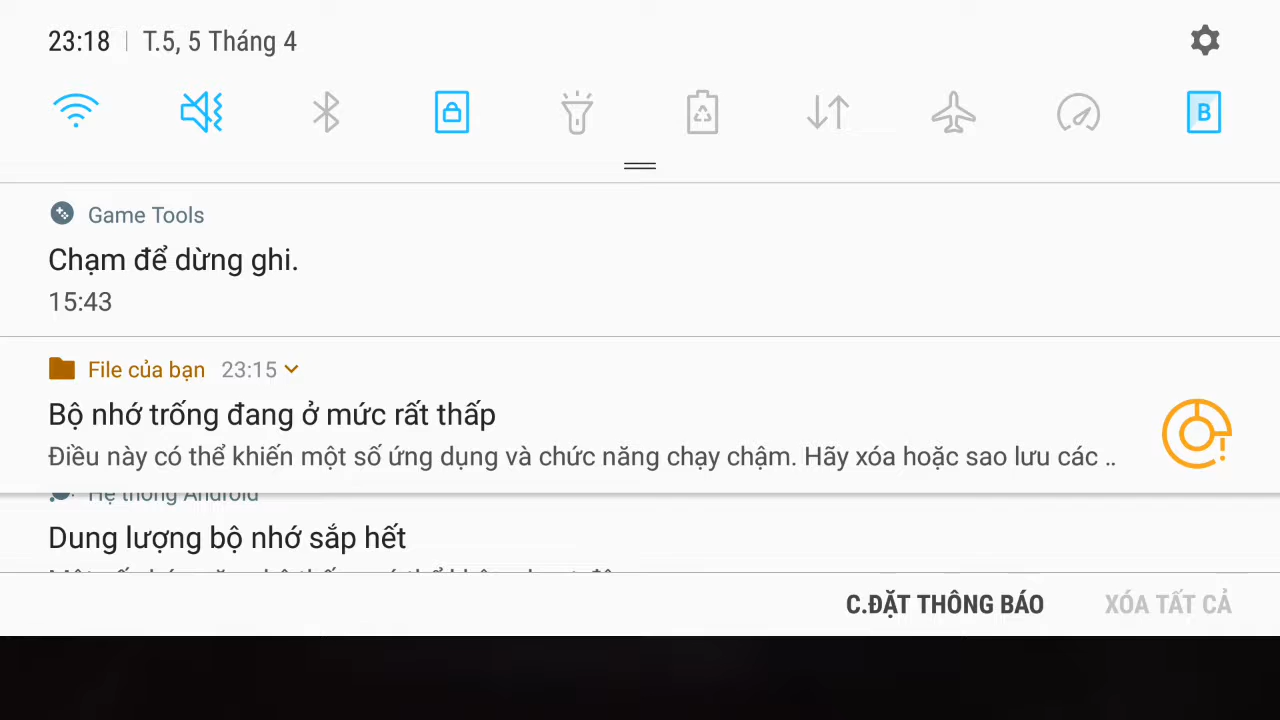 23:18 | T.5, 5 Tháng 4
B
Game Tools
Chạm để dừng ghi.
15:43
File của bạn 23:15
Bộ nhớ trống đang ở mức rất thấp
Điều này có thể khiến một số ứng dụng và chức năng chạy chậm. Hãy xóa hoặc sao lưu các ..
Hệ thống Android
Dung lượng bộ nhớ sắp hết
C.ĐẶT THÔNG BÁO XÓA TẤT CẢ